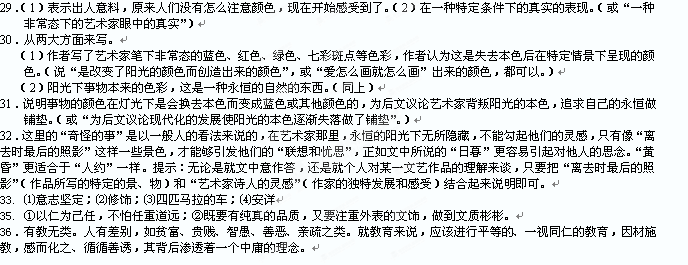 29．（1）表示出人意料，原来人们没有怎么注意颜色，现在开始感受到了。（2）在一种特定条件下的真实的表现。（或“一种
非常态下的艺术家眼中的真实”）
30．从两大方面来写。
（1）作者写了艺术家笔下非常态的蓝色、红色、绿色、七彩斑点等色彩，作者认为这是失去本色后在特定情景下呈现的颜
色。（说“是改变了阳光的颜色而创造出来的颜色”，或“爱怎么画就怎么画”出来的颜色，都可以。）
（2）阳光下事物本来的色彩，这是一种永恒的自然的东西。（同上）
31．说明事物的颜色在灯光下是会换去本色而变成蓝色或其他颜色的，为后文议论艺术家背叛阳光的本色，追求自己的永恒做
铺垫。（或“为后文议论现代化的发展使阳光的本色逐渐失落做了铺垫”。）
32．这里的“奇怪的事”是以一般人的看法来说的，在艺术家那里，永恒的阳光下无所隐藏，不能勾起他们的灵感，只有像“离
去时最后的照影”这样一些景色，才能够引发他们的“联想和忧思”，正如文中所说的“日暮”更容易引起对他人的思念。“黄
昏”更适合于“人约”一样。提示：无论是就文中意作答，还是就个人对某一文艺作品的理解来谈，只要把“离去时最后的照
影”（作品所写的特定的景、物）和“艺术家诗人的灵感”（作家的独特发展和感受）结合起来说明即可。
33．⑴意志坚定；⑵修饰；⑶四匹马拉的车；⑷安详
35．①以仁为己任，不怕任重道远；②既要有纯真的品质，又要注重外表的文饰，做到文质彬彬。
36．有教无类。人有差别，如贫富、贵贱、智愚、善恶、亲疏之类。就教育来说，应该进行平等的、一视同仁的教育，因材施
教，感而化之、循循善诱，其背后渗透着一个中庸的理念。